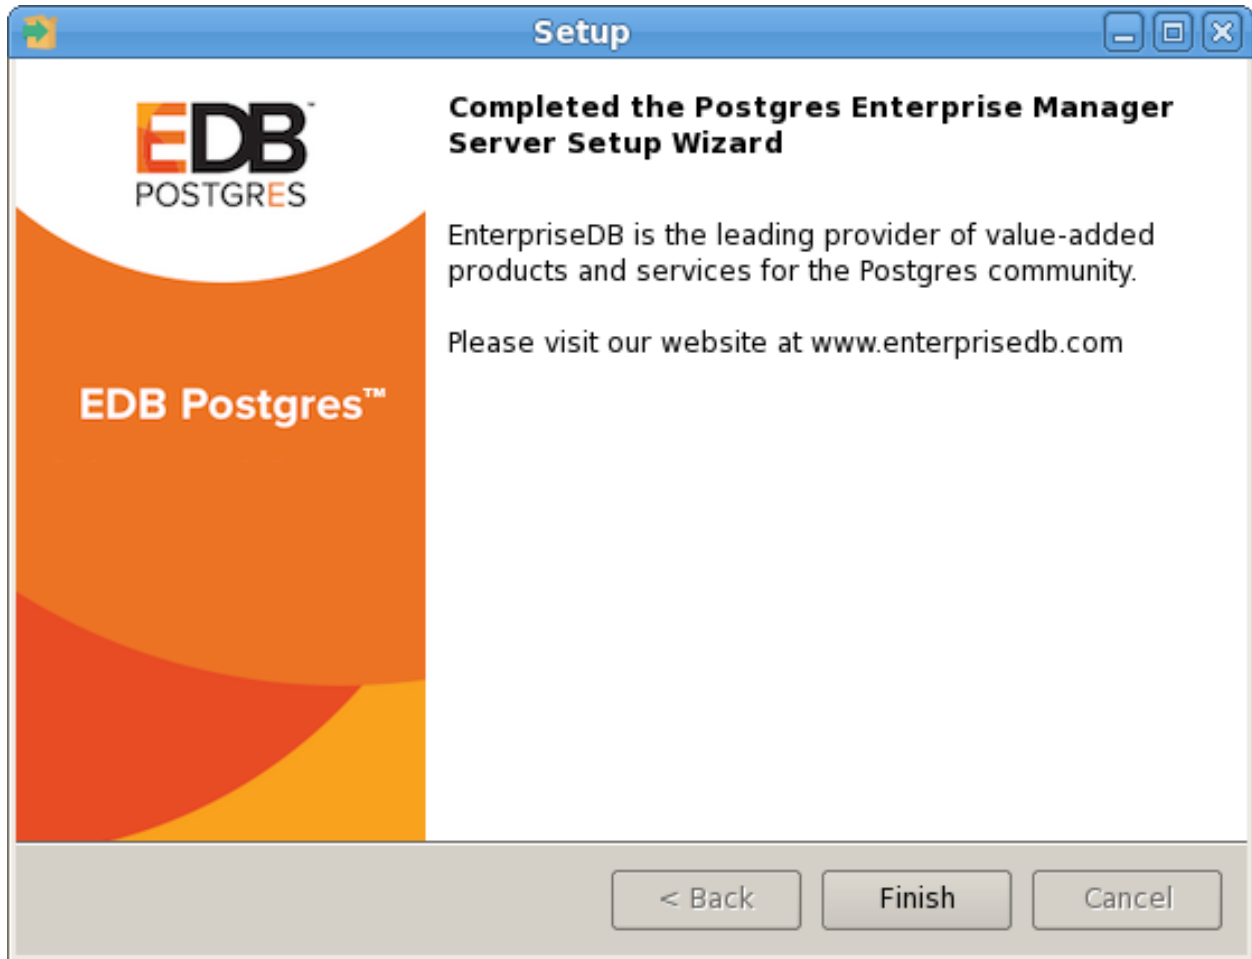 Setup
EDB™
POSTGRES
EDB Postgres™
Completed the Postgres Enterprise Manager
Server Setup Wizard
EnterpriseDB is the leading provider of value-added
products and services for the Postgres community.
Please visit our website at www.enterprisedb.com
< Back
Finish
Cancel